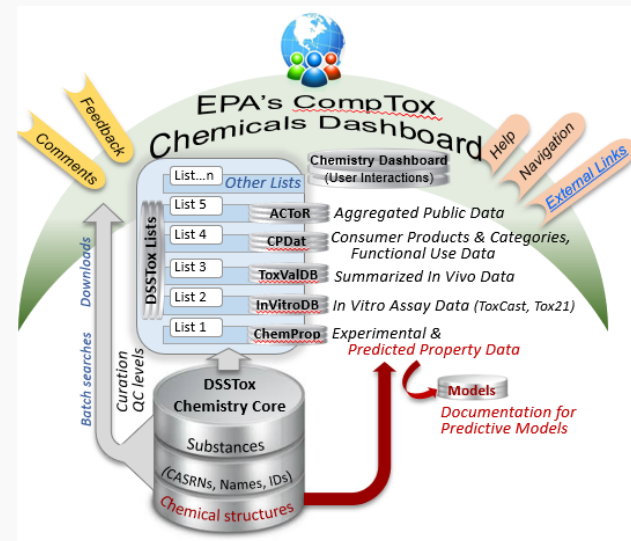 EPA's CompTox
Chemicals Dashboard
Comments
Feedback
Help
Navigation
External Links
Chemistry Dashboard
(User Interactions)
List...n
Other Lists
DSSTox Lists
List 5
ACToR
Aggregated Public Data
List 4
CPDat
Consumer Products & Categories,
Functional Use Data
List 3
ToxValDB
Summarized In Vivo Data
List 2
InVitroDB
In Vitro Assay Data (ToxCast, Tox21)
List 1
ChemProp
Experimental &
Predicted Property Data
Models
Documentation for
Predictive Models
Batch searches
Downloads
Curation
QC levels
DSSTox
Chemistry Core
Substances
(CASRNs, Names, IDs)
Chemical structures